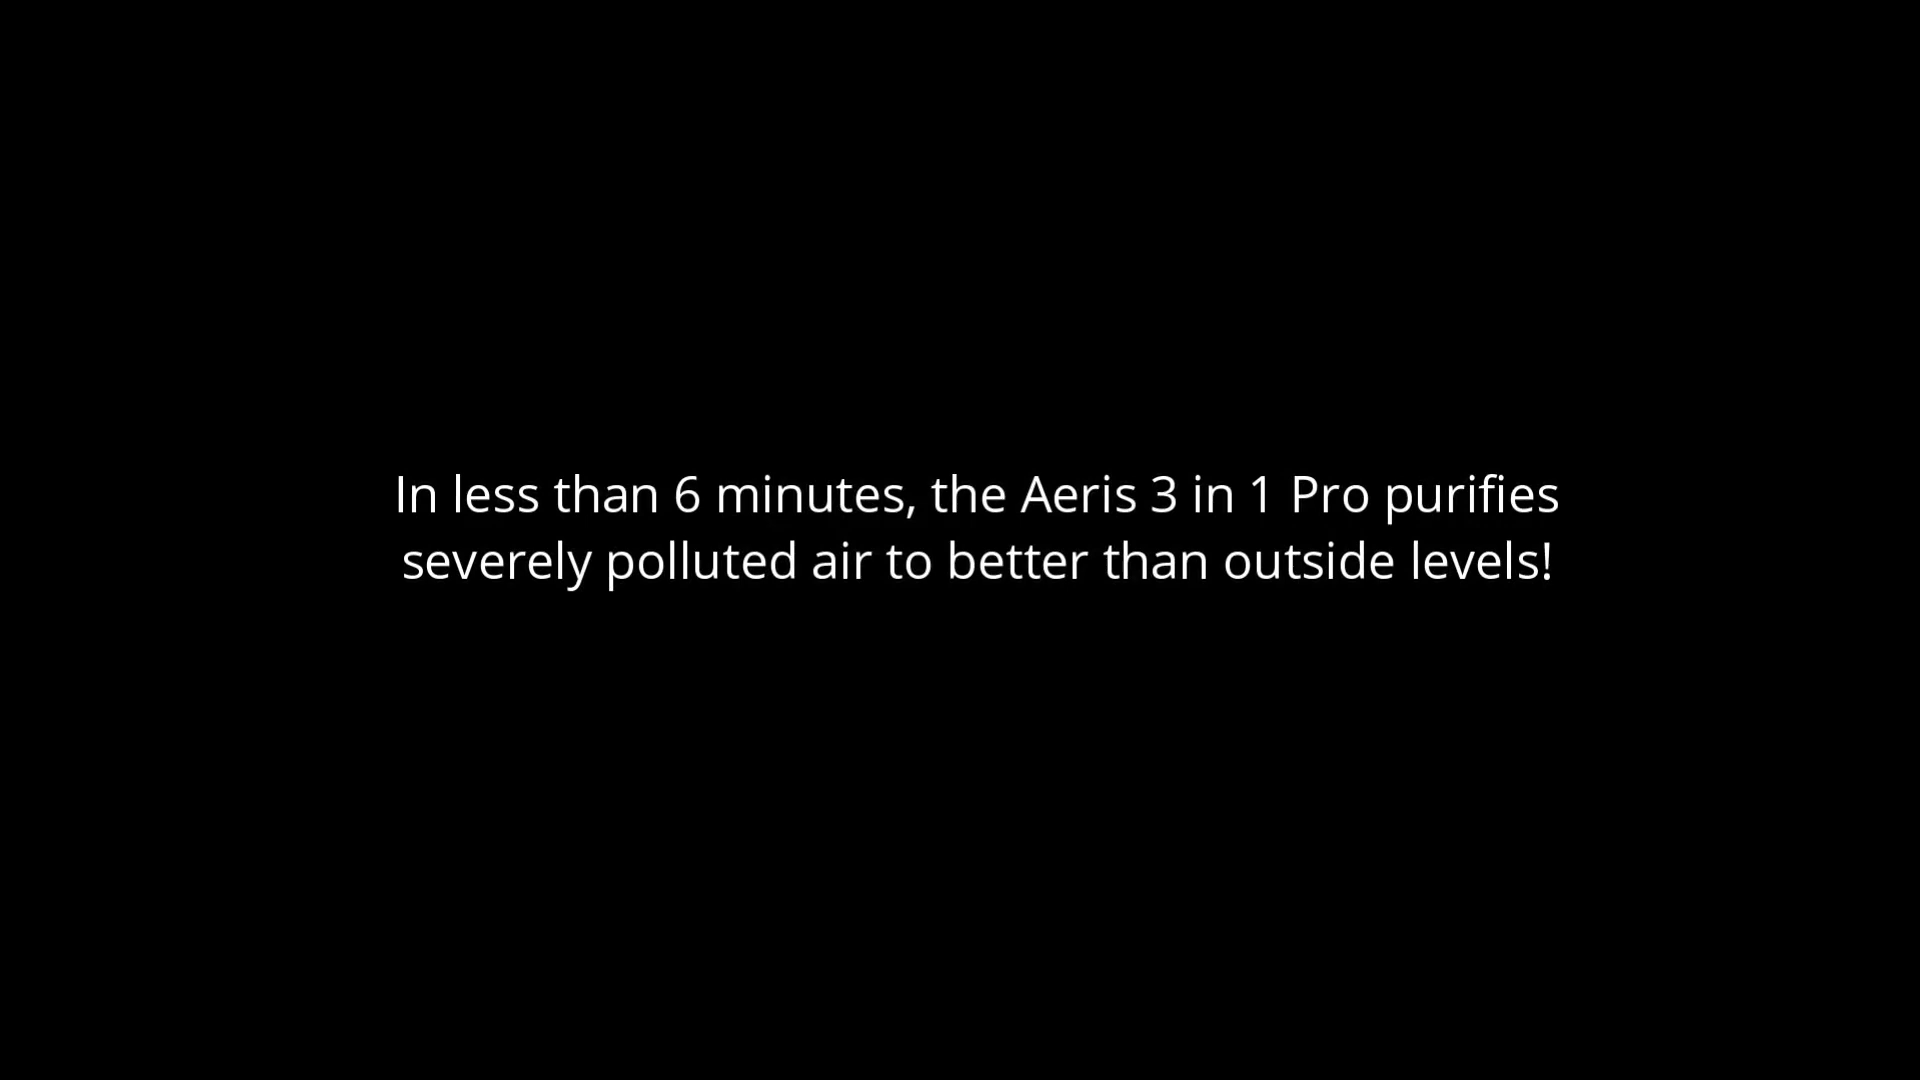 In less than 6 minutes, the Aeris 3 in 1 Pro purifies
severely polluted air to better than outside levels!